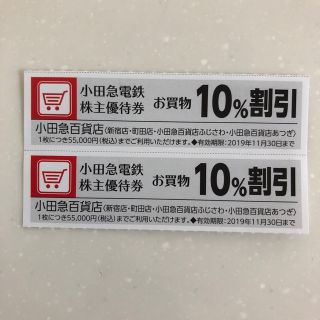 小田急電鉄
株主優待券 お買物 10%割引
小田急百貨店（新宿店・町田店・小田急百貨店ふじさわ・小田急百貨店あつぎ）
1枚につき55,000円（税込）までご利用いただけます。◆有効期限：2019年11月30日まで
小田急電鉄
株主優待券 お買物 10%割引
小田急百貨店（新宿店・町田店・小田急百貨店ふじさわ・小田急百貨店あつぎ）
1枚につき55,000円（税込）までご利用いただけます。◆有効期限：2019年11月30日まで